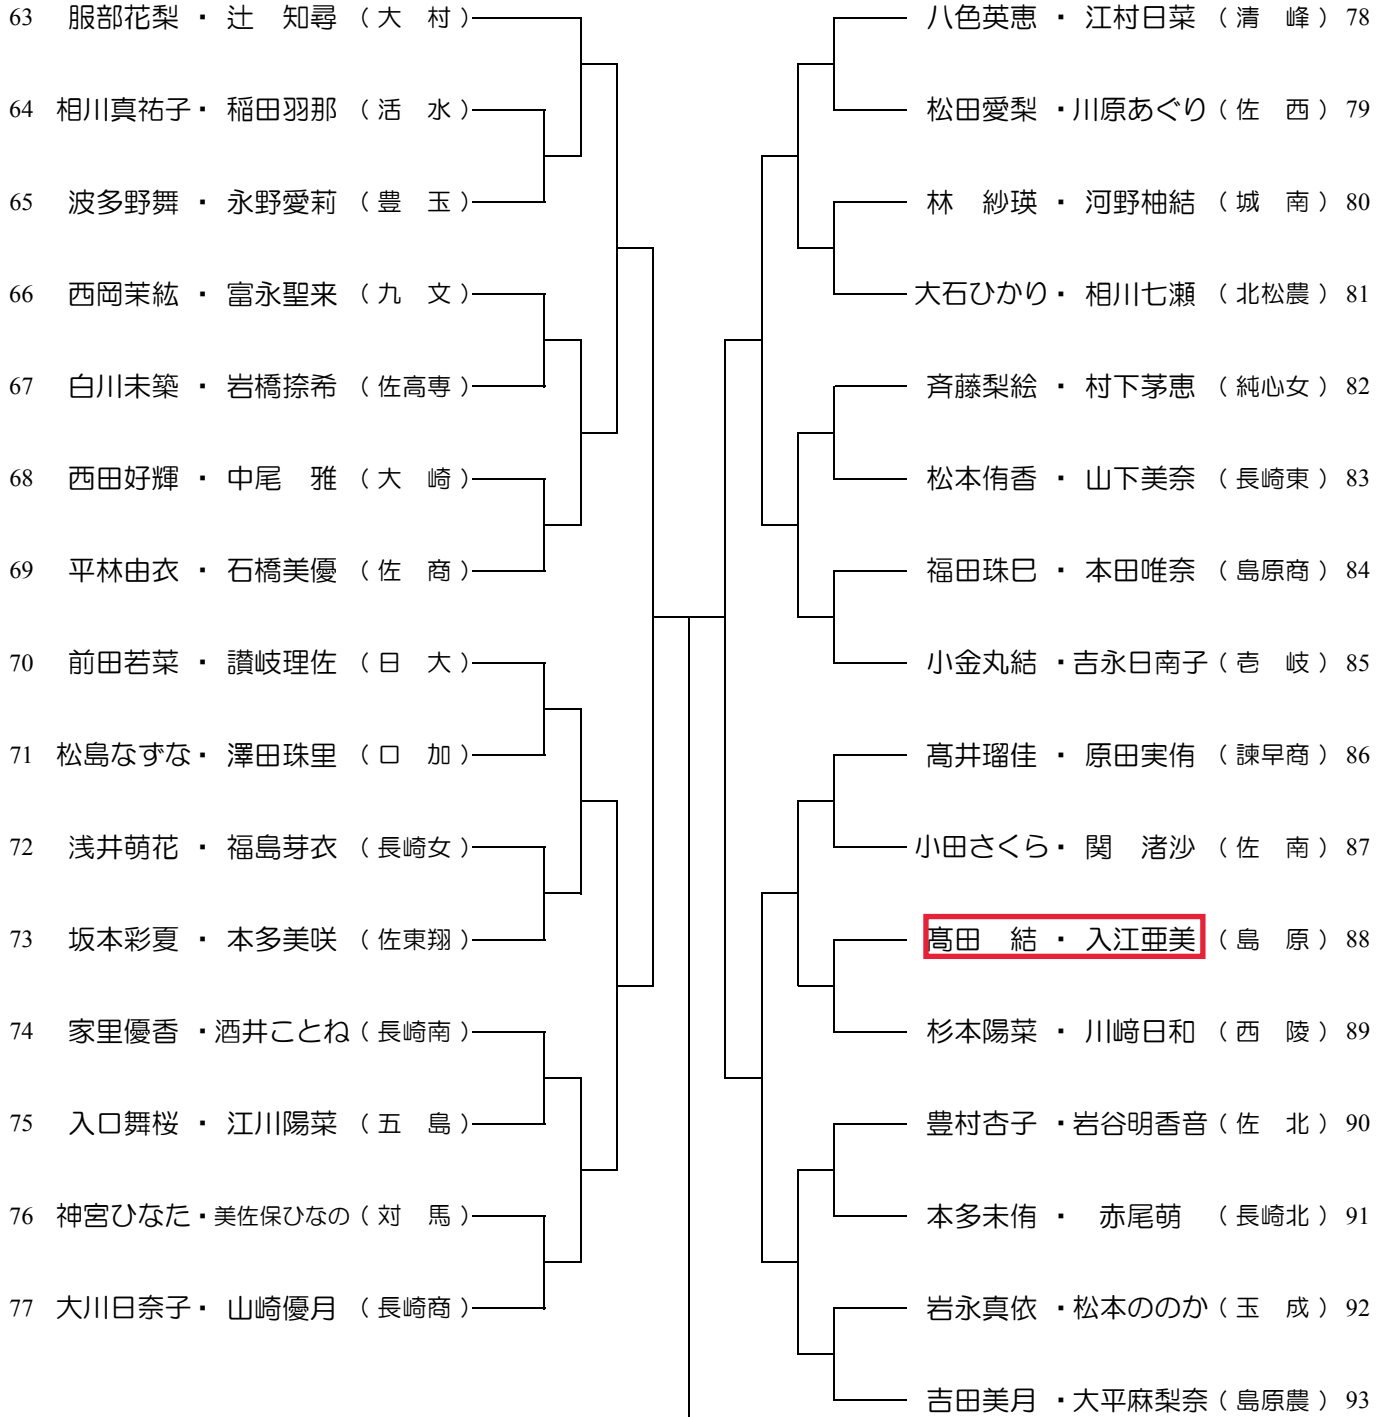 63 服部花梨 ・ 辻　知尋 （ 大　村 ）
64 相川真祐子・ 稲田羽那 （ 活　水 ）
65 波多野舞 ・ 永野愛莉 （ 豊　玉 ）
66 西岡茉紘 ・ 富永聖来 （ 九　文 ）
67 白川未築 ・ 岩橋捺希 （ 佐高専 ）
68 西田好輝 ・ 中尾　雅 （ 大　崎 ）
69 平林由衣 ・ 石橋美優 （ 佐　商 ）
70 前田若菜 ・ 讃岐理佐 （ 日　大 ）
71 松島なずな・ 澤田珠里 （ 口　加 ）
72 浅井萌花 ・ 福島芽衣 （ 長崎女 ）
73 坂本彩夏 ・ 本多美咲 （ 佐東翔 ）
74 家里優香 ・酒井ことね（ 長崎南 ）
75 入口舞桜 ・ 江川陽菜 （ 五　島 ）
76 神宮ひなた・美佐保ひなの（ 対　馬 ）
77 大川日奈子・ 山崎優月 （ 長崎商 ）
八色英恵 ・ 江村日菜 （ 清　峰 ） 78
松田愛梨 ・川原あぐり（ 佐　西 ） 79
林　紗瑛 ・ 河野柚結 （ 城　南 ） 80
大石ひかり・ 相川七瀬 （ 北松農 ） 81
斉藤梨絵 ・ 村下茅恵 （ 純心女 ） 82
松本侑香 ・ 山下美奈 （ 長崎東 ） 83
福田珠巳 ・ 本田唯奈 （ 島原商 ） 84
小金丸結 ・吉永日南子（ 壱　岐 ） 85
髙井瑠佳 ・ 原田実侑 （ 諫早商 ） 86
小田さくら・ 関　渚沙 （ 佐　南 ） 87
髙田　結 ・ 入江亜美 （ 島　原 ） 88
杉本陽菜 ・ 川﨑日和 （ 西　陵 ） 89
豊村杏子 ・岩谷明香音（ 佐　北 ） 90
本多未侑 ・ 赤尾萌 （ 長崎北 ） 91
岩永真依 ・松本ののか（ 玉　成 ） 92
吉田美月 ・大平麻梨奈（ 島原農 ） 93